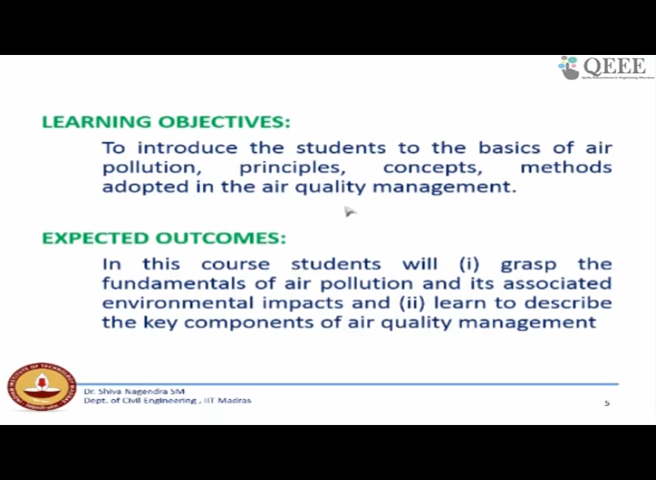 QEEE
LEARNING OBJECTIVES:
To introduce the students to the basics of air
pollution, principles, concepts, methods
adopted in the air quality management.
EXPECTED OUTCOMES:
In this course students will (i) grasp the
fundamentals of air pollution and its associated
environmental impacts and (ii) learn to describe
the key components of air quality management
Dr. Shiva Nagendra SM
Dept. of Civil Engineering , IIT Madras
5